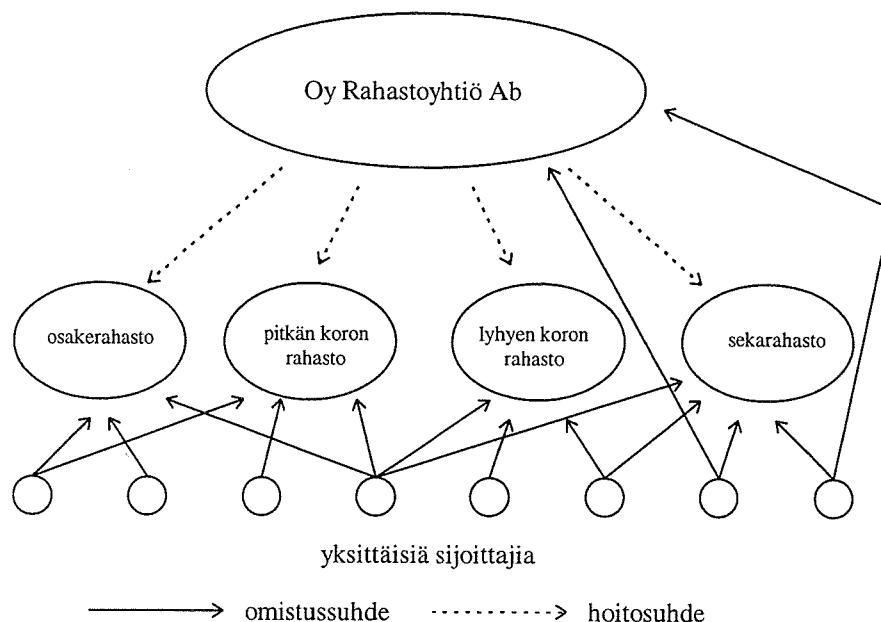 Oy Rahastoyhtiö Ab
osakerahasto
pitkän koron
rahasto
lyhyen koron
rahasto
sekarahasto
yksittäisiä sijoittajia
omistussuhde
hoitosuhde